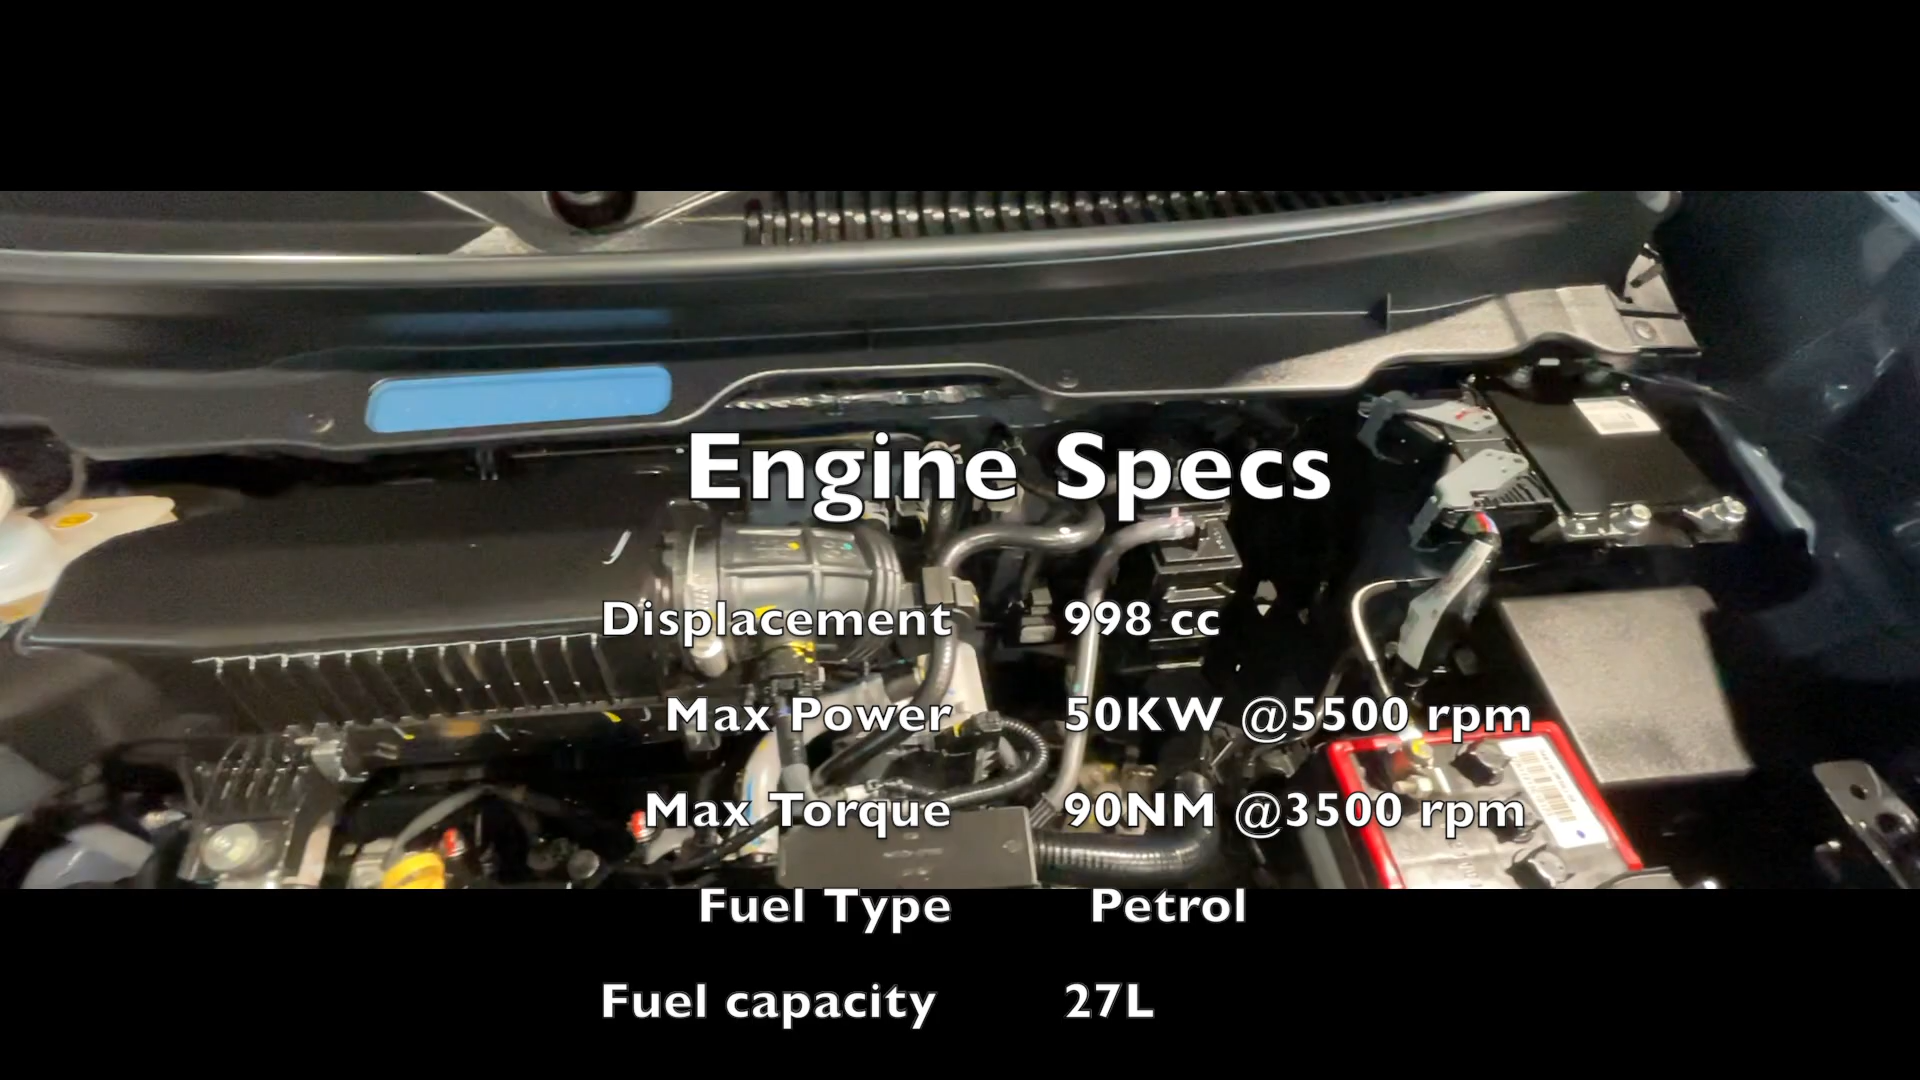 Engine Specs
Displacement 998 cc
Max Power 50KW @5500 rpm
Max Torque 90NM @3500 rpm
Fuel Type Petrol
Fuel capacity 27L